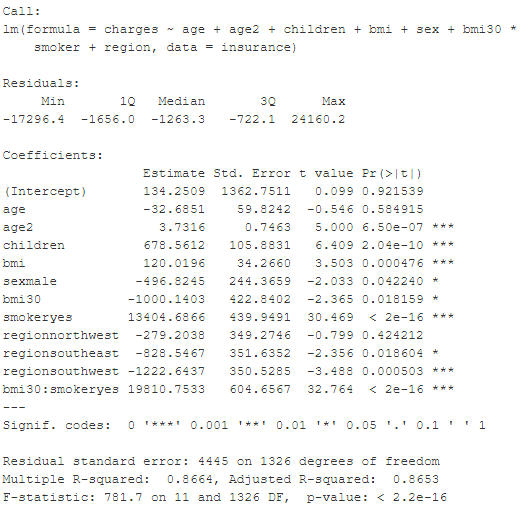 Call:
lm(formula = charges ~ age + age2 + children + bmi + sex + bmi30 *
    smoker + region, data = insurance)
Residuals:
     Min       1Q   Median       3Q      Max
-17296.4  -1656.0  -1263.3   -722.1  24160.2
Coefficients:
                  Estimate Std. Error t value Pr(>|t|)
(Intercept)       134.2509  1362.7511   0.099 0.921539
age               -32.6851    59.8242  -0.546 0.584915
age2                3.7316     0.7463   5.000 6.50e-07 ***
children          678.5612   105.8831   6.409 2.04e-10 ***
bmi               120.0196    34.2660   3.503 0.000476 ***
sexmale          -496.8245   244.3659  -2.033 0.042240 *
bmi30           -1000.1403   422.8402  -2.365 0.018159 *
smokeryes       13404.6866   439.9491  30.469  < 2e-16 ***
regionnorthwest  -279.2038   349.2746  -0.799 0.424212
regionsoutheast  -828.5467   351.6352  -2.356 0.018604 *
regionsouthwest -1222.6437   350.5285  -3.488 0.000503 ***
bmi30:smokeryes 19810.7533   604.6567  32.764  < 2e-16 ***
---
Signif. codes:  0 '***' 0.001 '**' 0.01 '*' 0.05 '.' 0.1 ' ' 1
Residual standard error: 4445 on 1326 degrees of freedom
Multiple R-squared:  0.8664, Adjusted R-squared:  0.8653
F-statistic: 781.7 on 11 and 1326 DF,  p-value: < 2.2e-16